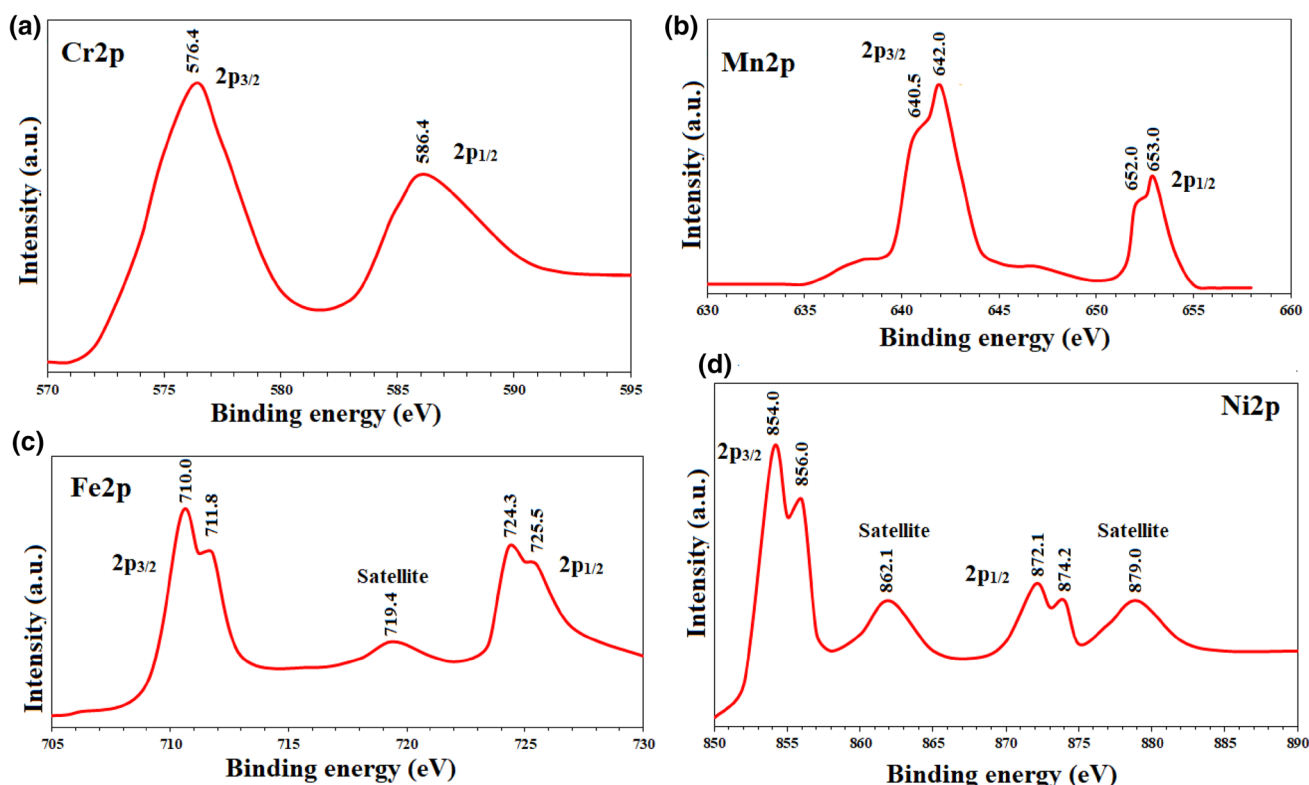 (a)
Cr2p
576.4
2p3/2
586.4
2p1/2
Intensity (a.u.)
570 575 580 585 590 595
Binding energy (eV)
(b)
Mn2p
2p3/2
640.5
642.0
652.0
653.0
2p1/2
Intensity (a.u.)
630 635 640 645 650 655 660
Binding energy (eV)
(c)
Fe2p
710.0
711.8
2p3/2
Satellite
719.4
724.3
725.5
2p1/2
Intensity (a.u.)
705 710 715 720 725 730
Binding energy (eV)
(d)
Ni2p
2p3/2
854.0
856.0
Satellite
862.1
2p1/2
872.1
874.2
Satellite
879.0
Intensity (a.u.)
850 855 860 865 870 875 880 885 890
Binding energy (eV)